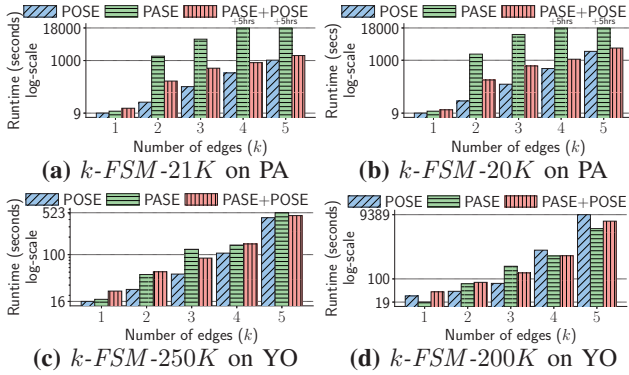 POSE PASE PASE+POSE
POSE PASE PASE+POSE
+5hrs +5hrs
+5hrs +5hrs
18000
1000
9
Runtime (seconds)
log-scale
1 2 3 4 5
Number of edges (k)
18000
1000
9
Runtime (secs)
log-scale
1 2 3 4 5
Number of edges (k)
(a) k-FSM-21K on PA
(b) k-FSM-20K on PA
POSE PASE PASE+POSE
POSE PASE PASE+POSE
523
100
16
Runtime (seconds)
log-scale
1 2 3 4 5
Number of edges (k)
9389
100
19
Runtime (seconds)
log-scale
1 2 3 4 5
Number of edges (k)
(c) k-FSM-250K on YO
(d) k-FSM-200K on YO